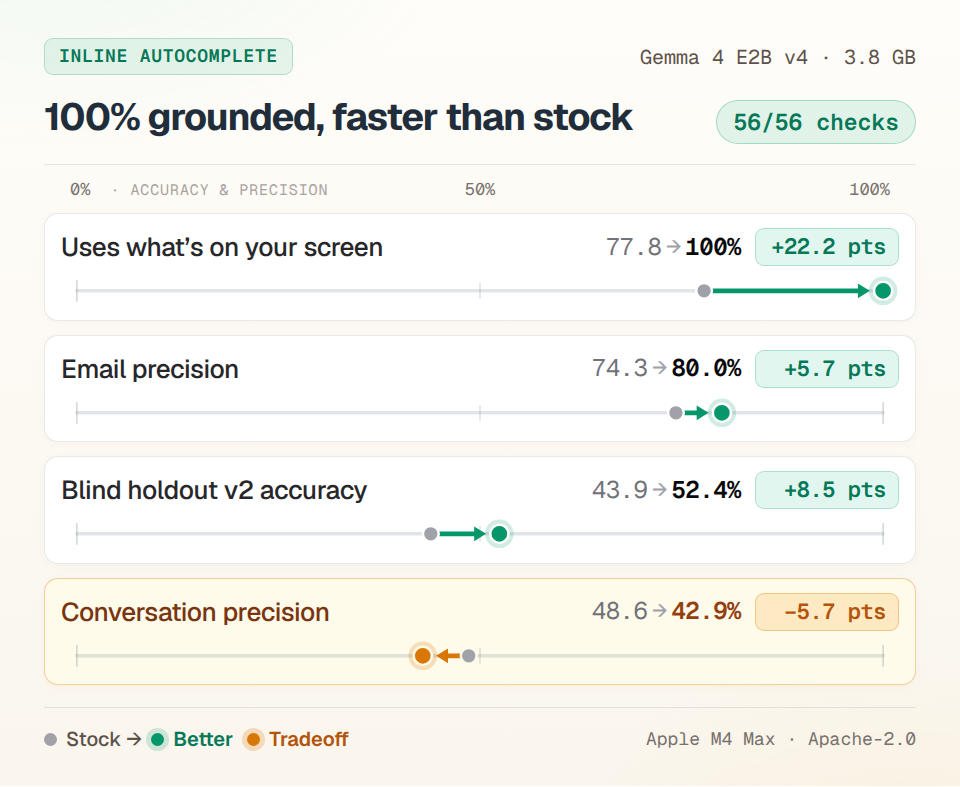 INLINE AUTOCOMPLETE
Gemma 4 E2B v4 · 3.8 GB
100% grounded, faster than stock
56/56 checks
0% · ACCURACY & PRECISION 50% 100%
Uses what’s on your screen 77.8→100% +22.2 pts
Email precision 74.3→80.0% +5.7 pts
Blind holdout v2 accuracy 43.9→52.4% +8.5 pts
Conversation precision 48.6→42.9% −5.7 pts
Stock → Better Tradeoff
Apple M4 Max · Apache-2.0